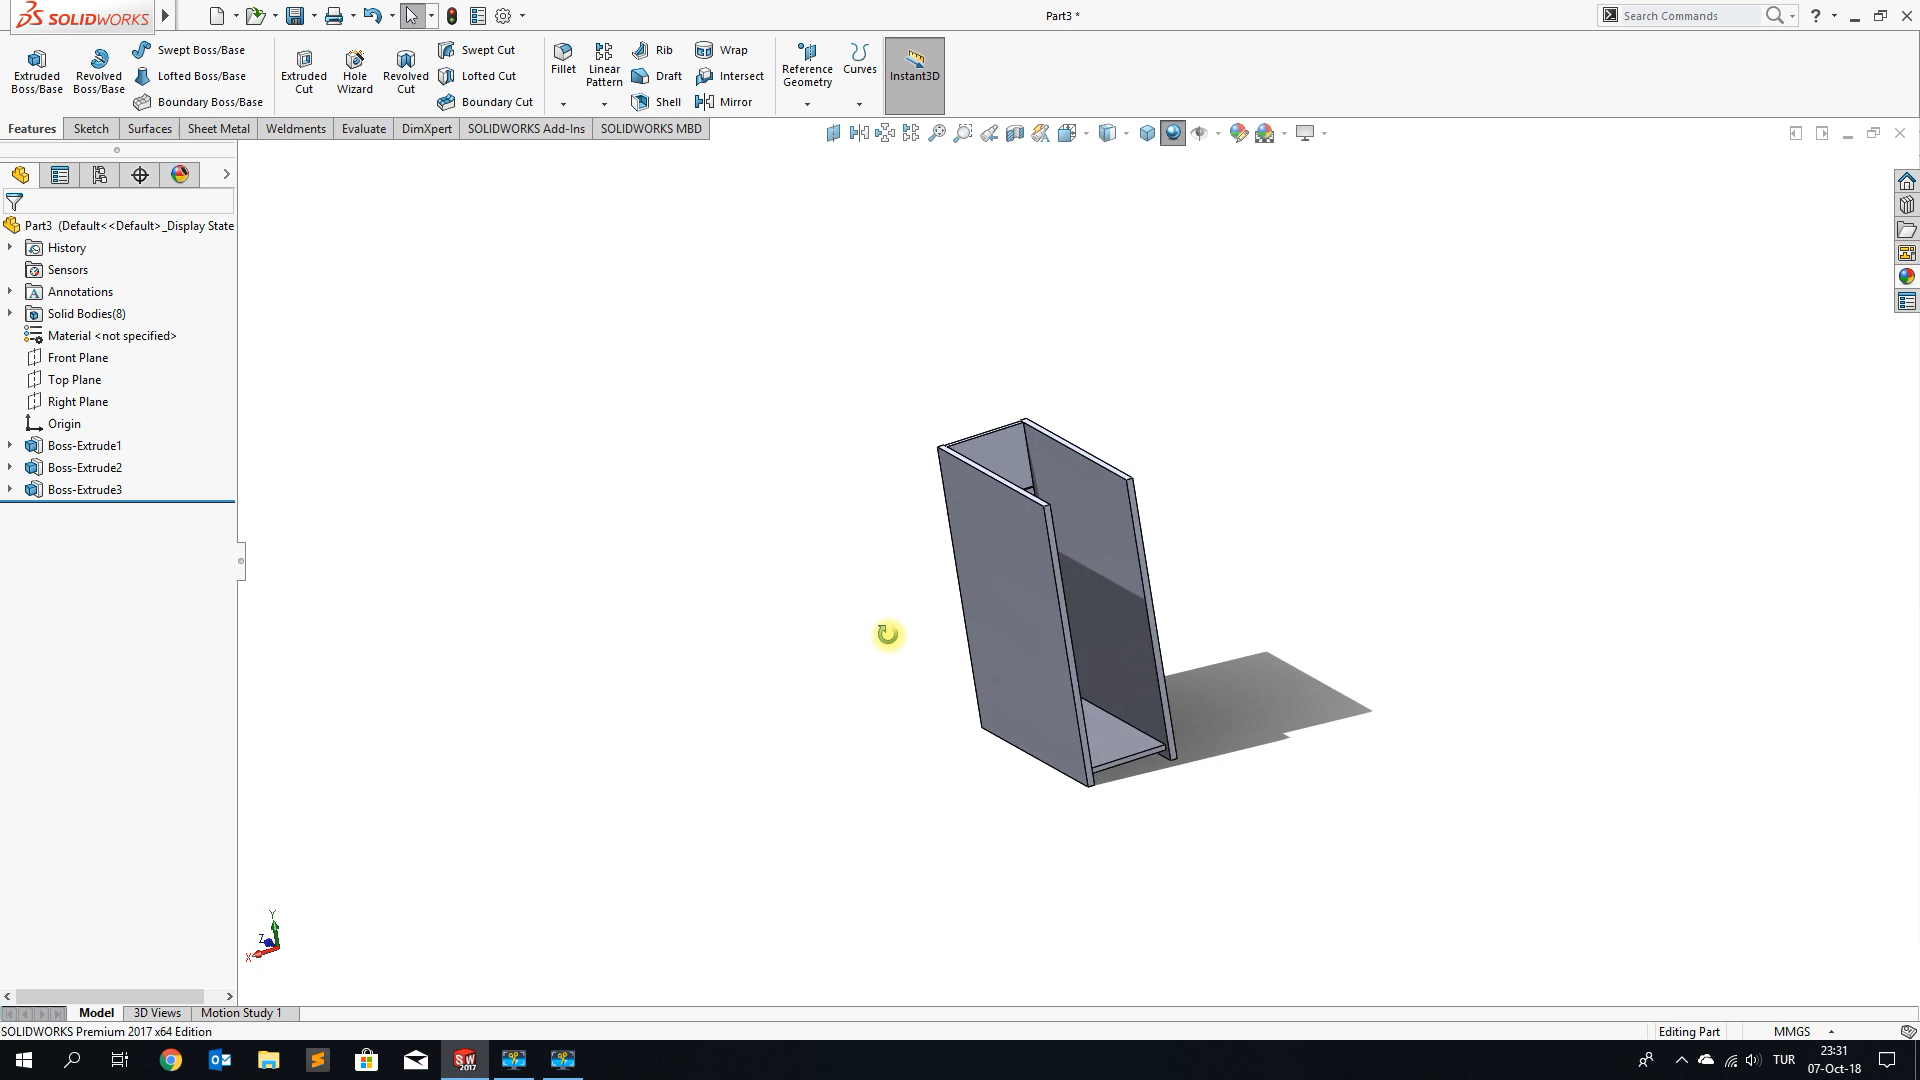 SOLIDWORKS
Part3 *
Search Commands
?
Extruded Boss/Base
Revolved Boss/Base
Swept Boss/Base
Lofted Boss/Base
Boundary Boss/Base
Extruded Cut
Hole Wizard
Revolved Cut
Swept Cut
Lofted Cut
Boundary Cut
Fillet
Linear Pattern
Rib
Draft
Shell
Wrap
Intersect
Mirror
Reference Geometry
Curves
Instant3D
Features
Sketch
Surfaces
Sheet Metal
Weldments
Evaluate
DimXpert
SOLIDWORKS Add-Ins
SOLIDWORKS MBD
Part3 (Default<<Default>_Display State
History
Sensors
Annotations
Solid Bodies(8)
Material <not specified>
Front Plane
Top Plane
Right Plane
Origin
Boss-Extrude1
Boss-Extrude2
Boss-Extrude3
Y
Z
X
Model
3D Views
Motion Study 1
SOLIDWORKS Premium 2017 x64 Edition
Editing Part
MMGS
SW
2017
TUR
23:31
07-Oct-18